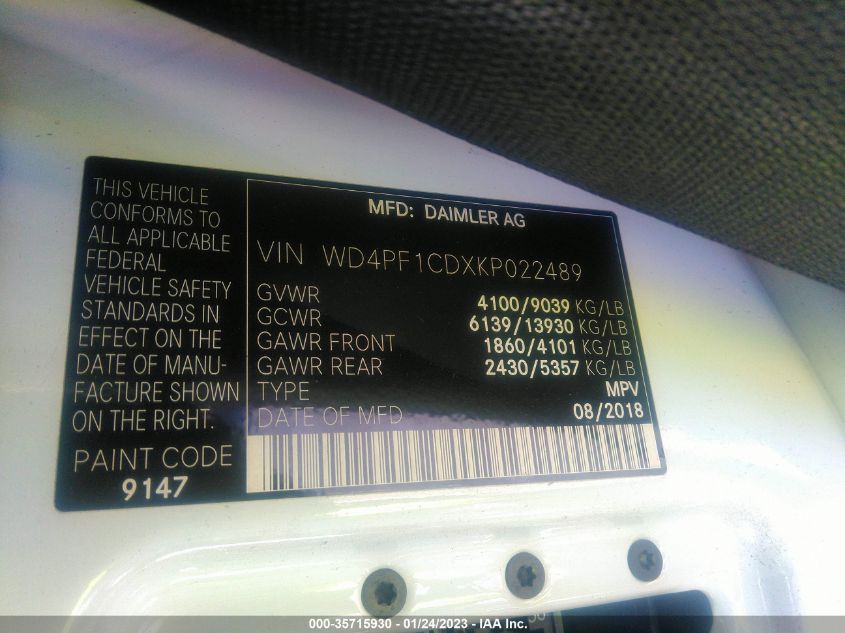 THIS VEHICLE
CONFORMS TO
ALL APPLICABLE
FEDERAL
VEHICLE SAFETY
STANDARDS IN
EFFECT ON THE
DATE OF MANU-
FACTURE SHOWN
ON THE RIGHT.
PAINT CODE
9147
MFD: DAIMLER AG
VIN WD4PF1CDXKP022489
GVWR 4100/9039 KG/LB
GCWR 6139/13930 KG/LB
GAWR FRONT 1860/4101 KG/LB
GAWR REAR 2430/5357 KG/LB
TYPE MPV
DATE OF MFD 08/2018
000-35715930 - 01/24/2023 - IAA Inc.